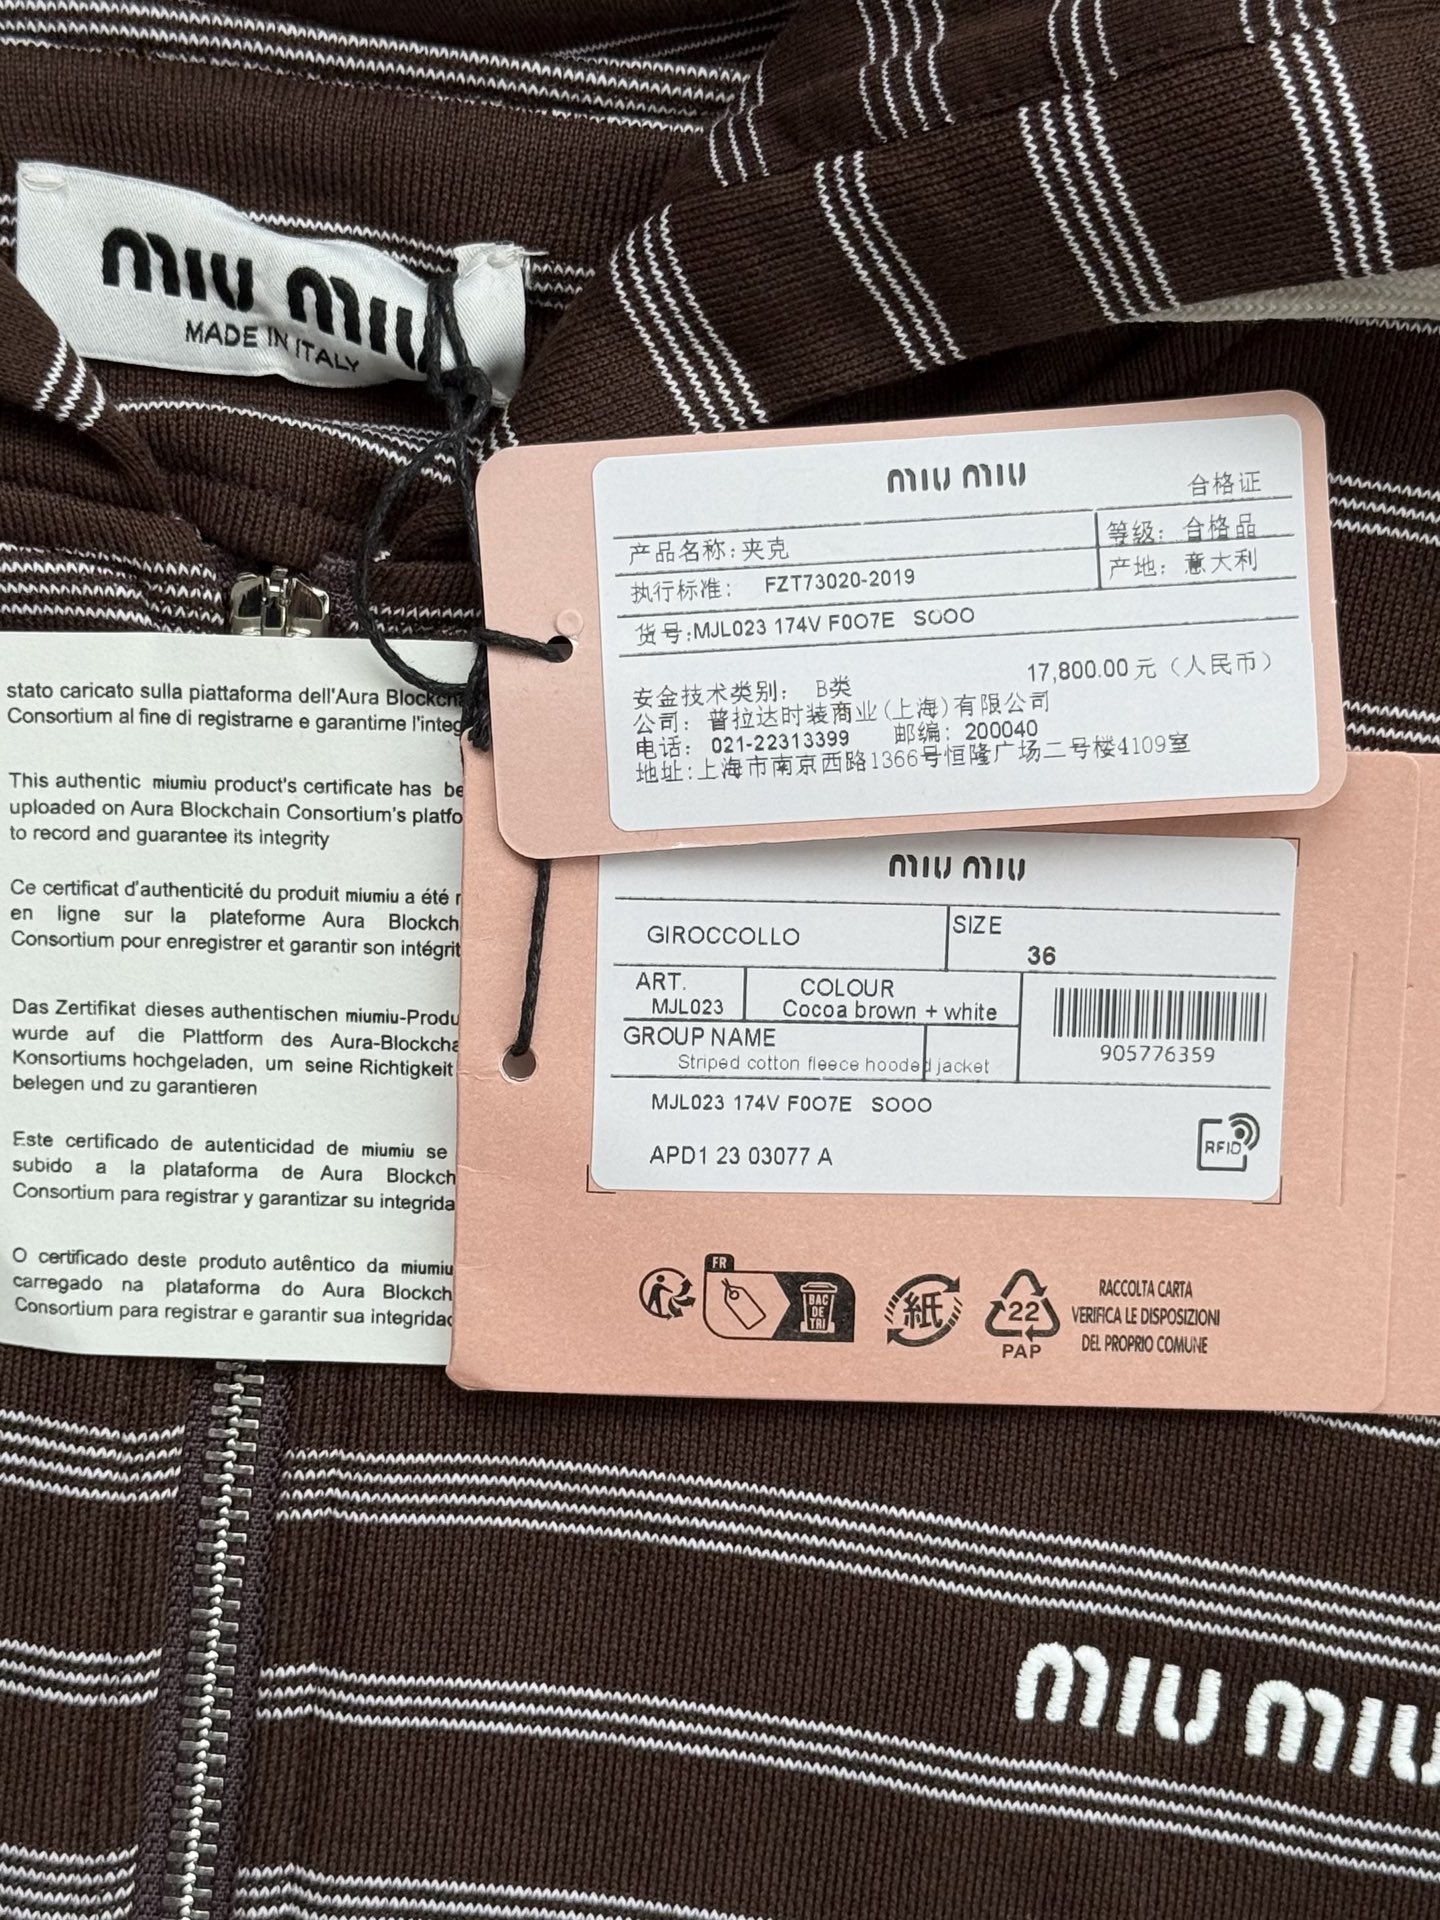 miu miu
MADE IN ITALY
miu miu
合格证
产品名称:夹克
等级: 合格品
执行标准: FZT73020-2019
产地: 意大利
货号:MJL023 174V F0O7E SOOO
17,800.00 元（人民币）
安金技术类别: B类
公司: 普拉达时装商业(上海)有限公司
电话: 021-22313399 邮编: 200040
地址:上海市南京西路1366号恒隆广场二号楼4109室
stato caricato sulla piattaforma dell'Aura Blockcha
Consortium al fine di registrarne e garantirne l'integ
This authentic miumiu product's certificate has be
uploaded on Aura Blockchain Consortium's platfo
to record and guarantee its integrity
Ce certificat d'authenticité du produit miumiu a été r
en ligne sur la plateforme Aura Blockch
Consortium pour enregistrer et garantir son intégrit
Das Zertifikat dieses authentischen miumiu-Produ
wurde auf die Plattform des Aura-Blockcha
Konsortiums hochgeladen, um seine Richtigkeit
belegen und zu garantieren
Este certificado de autenticidad de miumiu se
subido a la plataforma de Aura Blockch
Consortium para registrar y garantizar su integrida
O certificado deste produto autêntico da miumiu
carregado na plataforma do Aura Blockch
Consortium para registrar e garantir sua integridad
miu miu
GIROCCOLLO
SIZE
36
ART.
MJL023
COLOUR
Cocoa brown + white
GROUP NAME
Striped cotton fleece hooded jacket
905776359
MJL023 174V F0O7E SOOO
APD1 23 03077 A
RFID
FR
BAC
DE
TRI
紙
22
PAP
RACCOLTA CARTA
VERIFICA LE DISPOSIZIONI
DEL PROPRIO COMUNE
miu miu